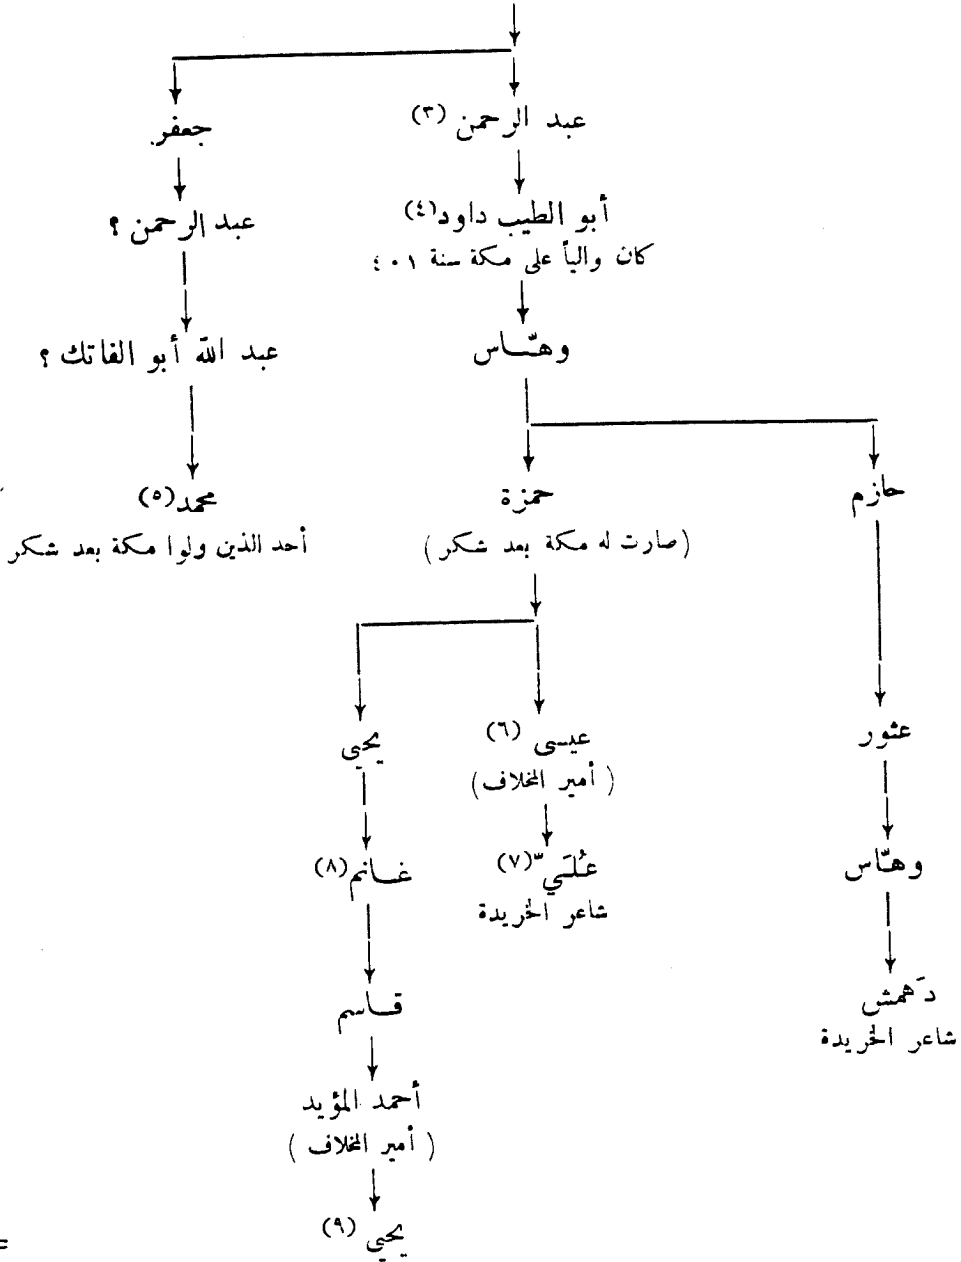 عبد الرحمن (٣)
جعفر
أبو الطيب داود (٤)
كان والياً على مكة سنة ٤٠١
عبد الرحمن ؟
وهّاس
عبد الله أبو الفاتك ؟
حازم
حمزة
(صارت له مكة بعد شكر)
محمد (٥)
أحد الذين ولوا مكة بعد شكر
عثور
عيسى (٦)
(أمير المخلاف)
يحيى
وهّاس
عُلَيّ (٧)
شاعر الخريدة
غانم (٨)
دَهمش
شاعر الخريدة
قاسم
أحمد المؤيد
(أمير المخلاف)
يحيى (٩)
=